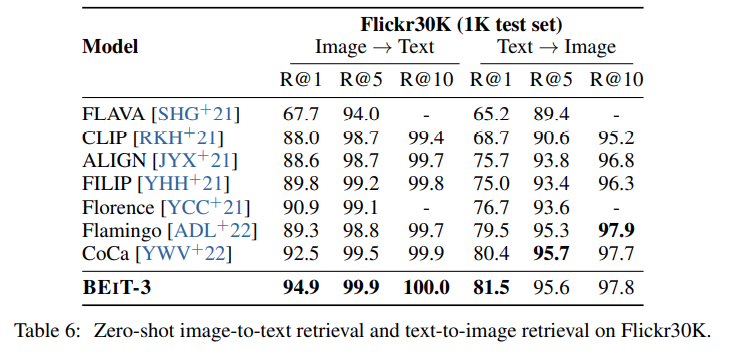 Flickr30K (1K test set)
Model Image → Text Text → Image
R@1 R@5 R@10 R@1 R@5 R@10
FLAVA [SHG+21] 67.7 94.0 - 65.2 89.4 -
CLIP [RKH+21] 88.0 98.7 99.4 68.7 90.6 95.2
ALIGN [JYX+21] 88.6 98.7 99.7 75.7 93.8 96.8
FILIP [YHH+21] 89.8 99.2 99.8 75.0 93.4 96.3
Florence [YCC+21] 90.9 99.1 - 76.7 93.6 -
Flamingo [ADL+22] 89.3 98.8 99.7 79.5 95.3 97.9
CoCa [YWV+22] 92.5 99.5 99.9 80.4 95.7 97.7
BEIT-3 94.9 99.9 100.0 81.5 95.6 97.8
Table 6: Zero-shot image-to-text retrieval and text-to-image retrieval on Flickr30K.